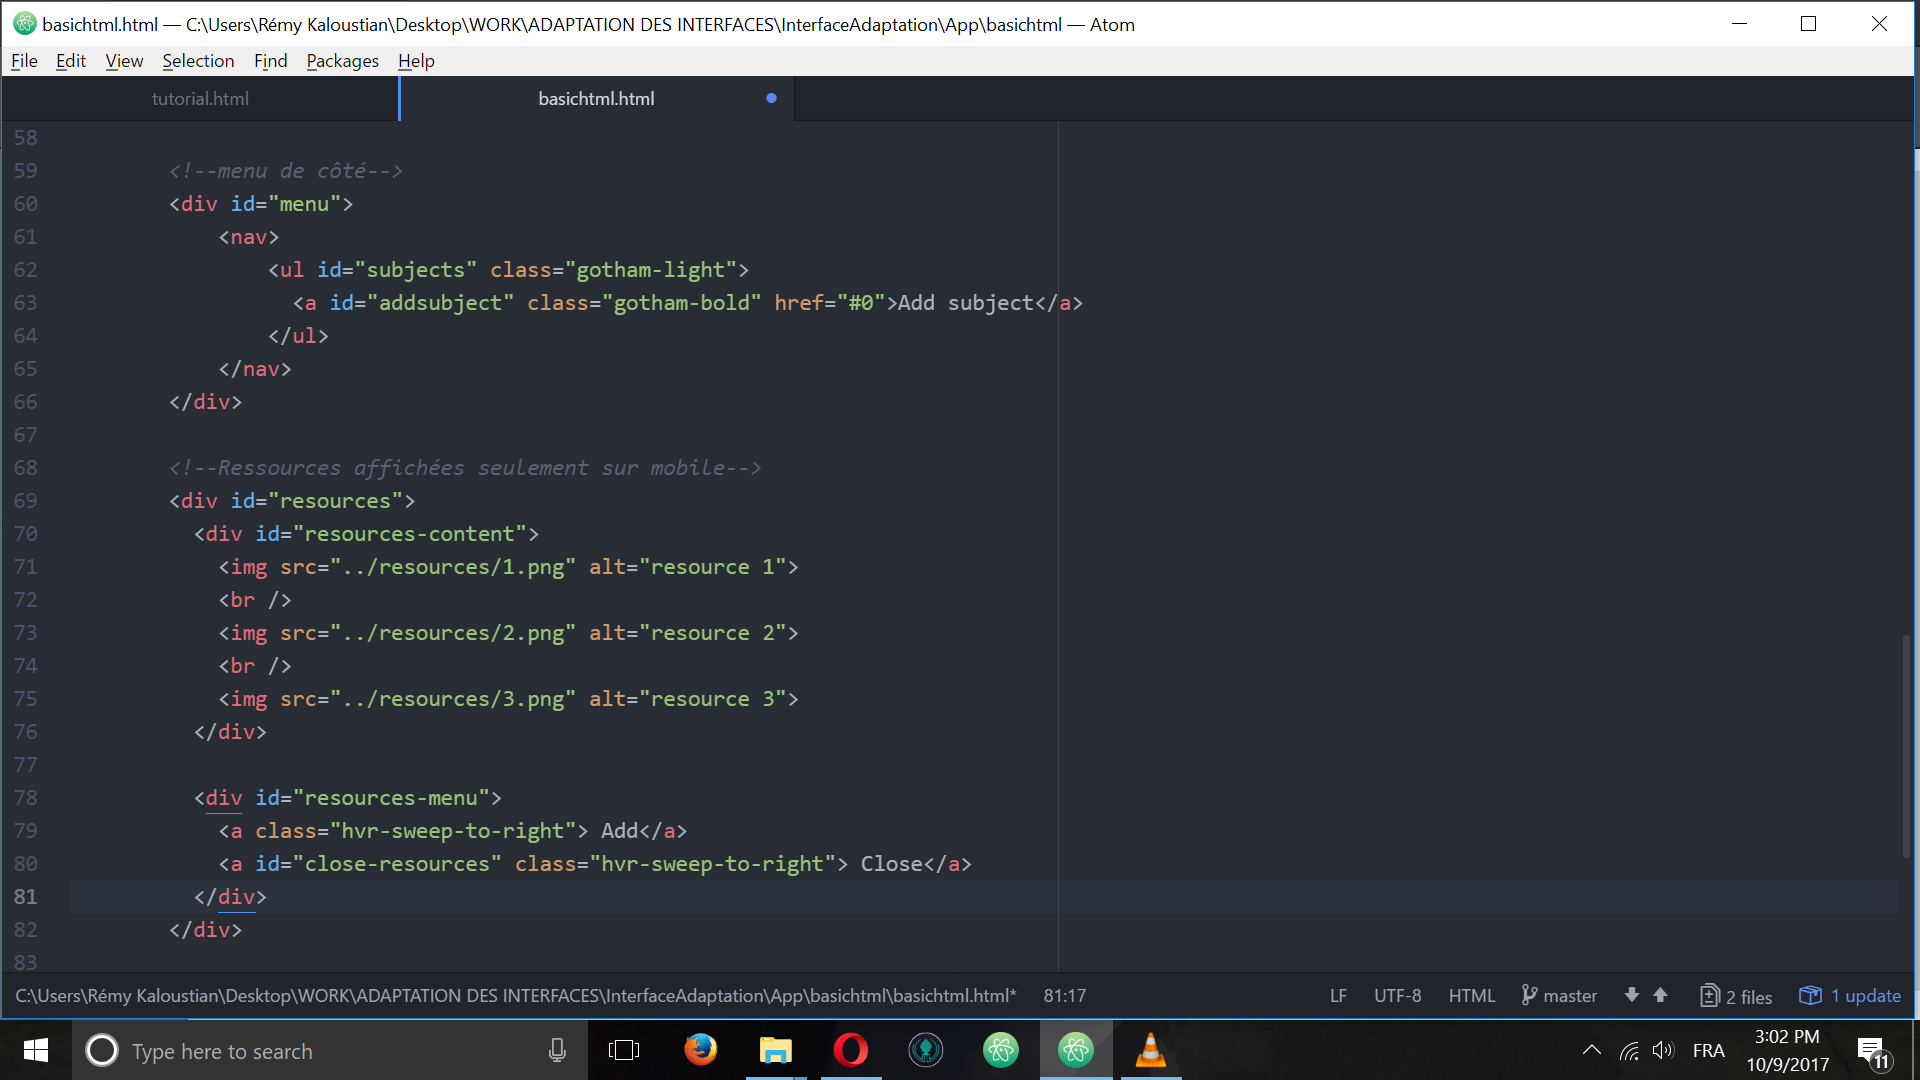 basichtml.html — C:\Users\Rémy Kaloustian\Desktop\WORK\ADAPTATION DES INTERFACES\InterfaceAdaptation\App\basichtml — Atom
File Edit View Selection Find Packages Help
tutorial.html basichtml.html
58
59 <!--menu de côté-->
60 <div id="menu">
61 <nav>
62 <ul id="subjects" class="gotham-light">
63 <a id="addsubject" class="gotham-bold" href="#0">Add subject</a>
64 </ul>
65 </nav>
66 </div>
67
68 <!--Ressources affichées seulement sur mobile-->
69 <div id="resources">
70 <div id="resources-content">
71 <img src="../resources/1.png" alt="resource 1">
72 <br />
73 <img src="../resources/2.png" alt="resource 2">
74 <br />
75 <img src="../resources/3.png" alt="resource 3">
76 </div>
77
78 <div id="resources-menu">
79 <a class="hvr-sweep-to-right"> Add</a>
80 <a id="close-resources" class="hvr-sweep-to-right"> Close</a>
81 </div>
82 </div>
83
C:\Users\Rémy Kaloustian\Desktop\WORK\ADAPTATION DES INTERFACES\InterfaceAdaptation\App\basichtml\basichtml.html* 81:17 LF UTF-8 HTML master 2 files 1 update
Type here to search FRA 3:02 PM 11
10/9/2017